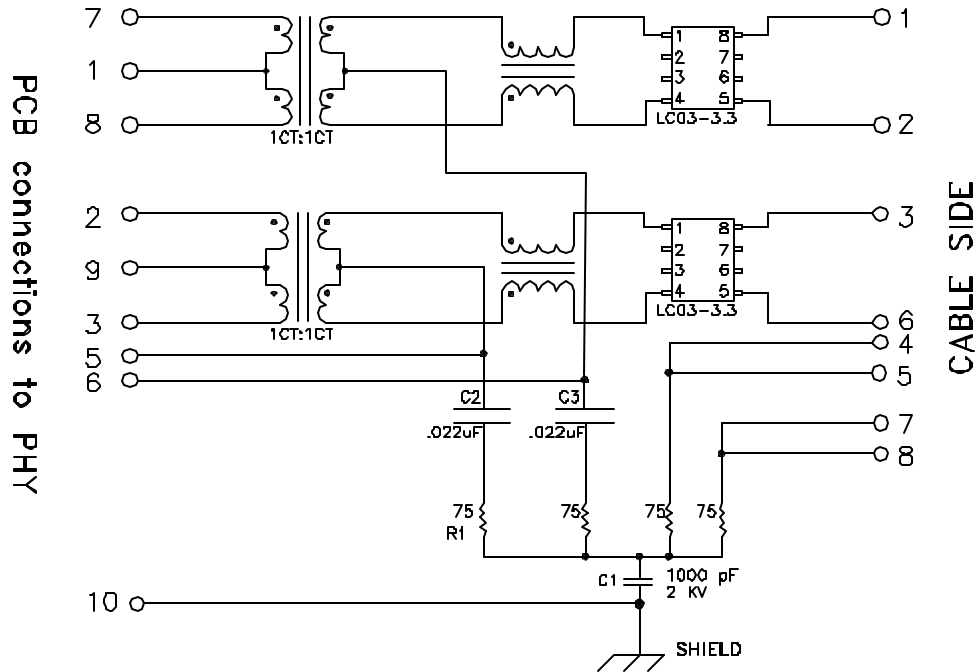 7
1
8
1CT:1CT
1 8
2 7
3 6
4 5
LC03-3.3
1
2
PCB connections to PHY
2
9
3
5
6
1CT:1CT
1 8
2 7
3 6
4 5
LC03-3.3
3
6
4
5
7
8
CABLE SIDE
C2
.022uF
C3
.022uF
75
R1
75
75
75
C1
1000 pF
2 KV
10
SHIELD